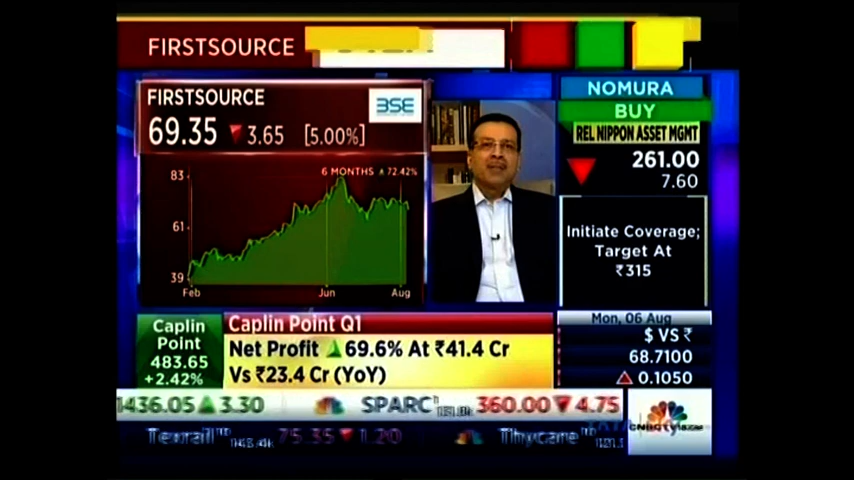 FIRSTSOURCE
FIRSTSOURCE
BSE
69.35 3.65 [5.00%]
6 MONTHS 72.42%
83
61
39
Feb Jun Aug
NOMURA
BUY
REL NIPPON ASSET MGMT
261.00
7.60
Initiate Coverage;
Target At
₹315
Caplin
Point
483.65
+2.42%
Caplin Point Q1
Net Profit 69.6% At ₹41.4 Cr
Vs ₹23.4 Cr (YoY)
Mon, 06 Aug
$ VS ₹
68.7100
0.1050
1436.05 3.30 SPARC 360.00 4.75
75.35 1.20 Thycare